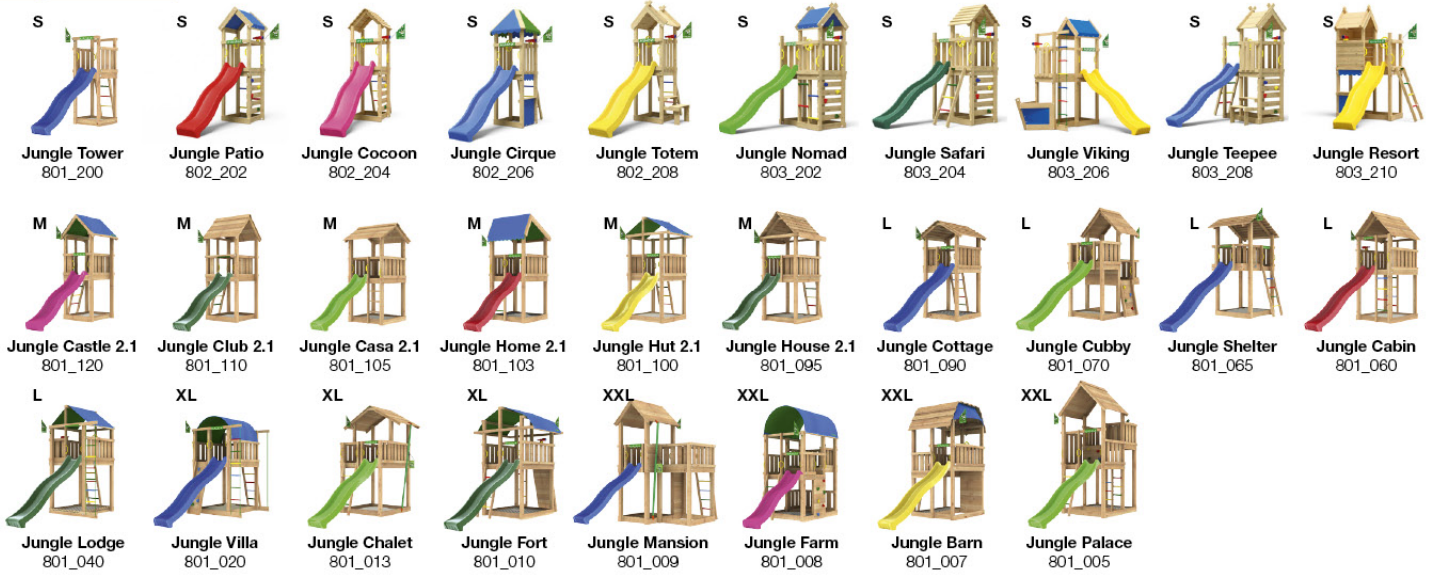 S S S S S S S S S S
Jungle Tower Jungle Patio Jungle Cocoon Jungle Cirque Jungle Totem Jungle Nomad Jungle Safari Jungle Viking Jungle Teepee Jungle Resort
801_200 802_202 802_204 802_206 802_208 803_202 803_204 803_206 803_208 803_210
M M M M M M L L L L
Jungle Castle 2.1 Jungle Club 2.1 Jungle Casa 2.1 Jungle Home 2.1 Jungle Hut 2.1 Jungle House 2.1 Jungle Cottage Jungle Cubby Jungle Shelter Jungle Cabin
801_120 801_110 801_105 801_103 801_100 801_095 801_090 801_070 801_065 801_060
L XL XL XL XXL XXL XXL XXL
Jungle Lodge Jungle Villa Jungle Chalet Jungle Fort Jungle Mansion Jungle Farm Jungle Barn Jungle Palace
801_040 801_020 801_013 801_010 801_009 801_008 801_007 801_005